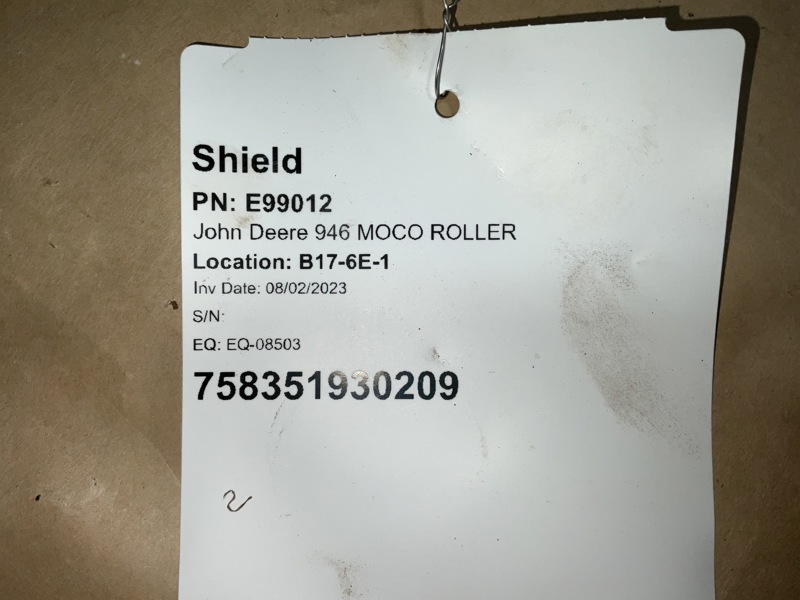 Shield
PN: E99012
John Deere 946 MOCO ROLLER
Location: B17-6E-1
Inv Date: 08/02/2023
S/N:
EQ: EQ-08503
758351930209
2